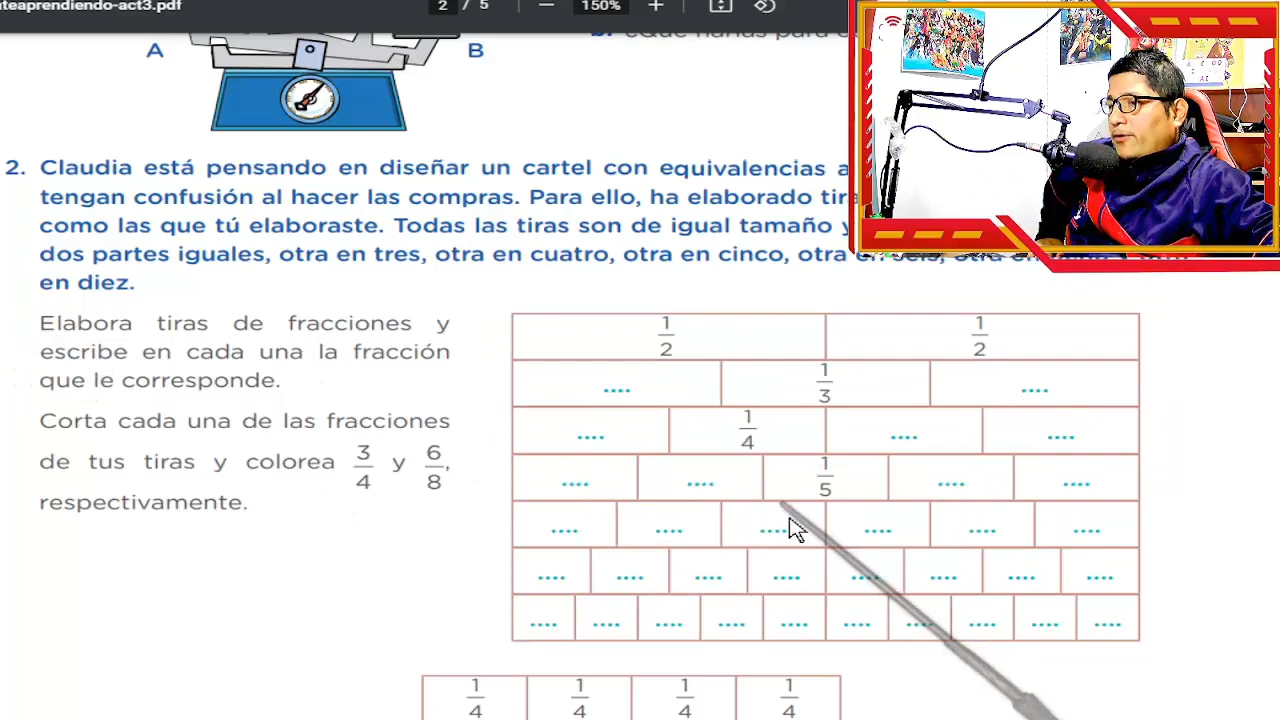 teaprendiendo-act3.pdf
2 / 5 — 150% +
A
B
2. Claudia está pensando en diseñar un cartel con equivalencias
tengan confusión al hacer las compras. Para ello, ha elaborado
como las que tú elaboraste. Todas las tiras son de igual tamaño
dos partes iguales, otra en tres, otra en cuatro, otra en cinco, otra
en diez.
Elabora tiras de fracciones y
escribe en cada una la fracción
que le corresponde.
Corta cada una de las fracciones
de tus tiras y colorea 3/4 y 6/8,
respectivamente.
1/2 1/2
.... 1/3 ....
.... 1/4 .... ....
.... .... 1/5 .... ....
.... .... .... .... .... ....
.... .... .... .... .... .... .... ....
.... .... .... .... .... .... .... .... .... ....
1/4 1/4 1/4 1/4